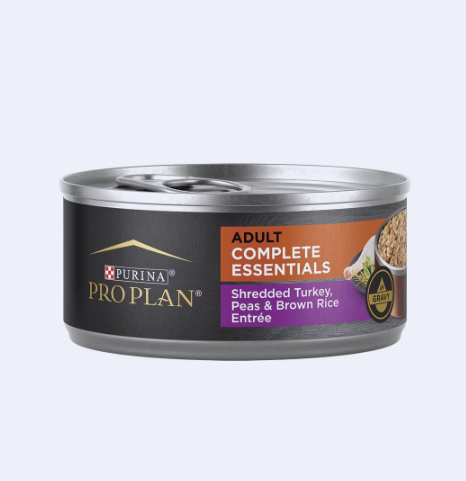 PURINA®
PRO PLAN®
ADULT
COMPLETE
ESSENTIALS
Shredded Turkey,
Peas & Brown Rice
Entrée
GRAVY